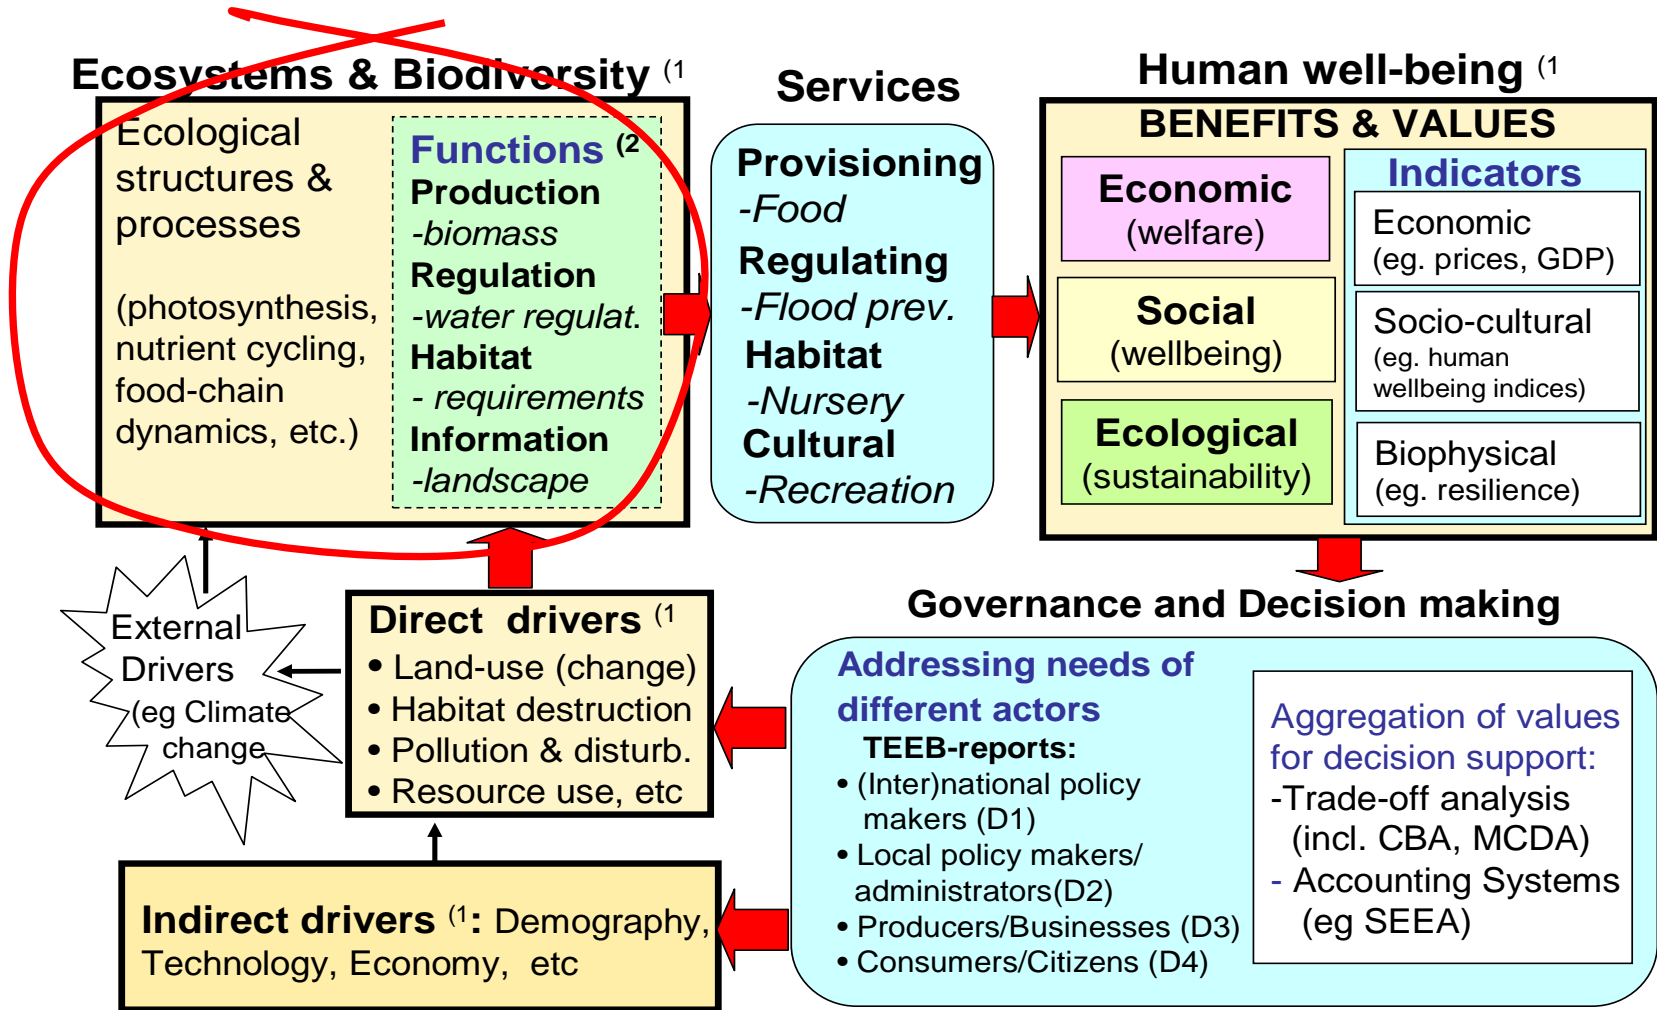 Ecosystems & Biodiversity (1
Ecological
structures &
processes
(photosynthesis,
nutrient cycling,
food-chain
dynamics, etc.)
Functions (2
Production
-biomass
Regulation
-water regulat.
Habitat
- requirements
Information
-landscape
Services
Provisioning
-Food
Regulating
-Flood prev.
Habitat
-Nursery
Cultural
-Recreation
Human well-being (1
BENEFITS & VALUES
Economic
(welfare)
Social
(wellbeing)
Ecological
(sustainability)
Indicators
Economic
(eg. prices, GDP)
Socio-cultural
(eg. human
wellbeing indices)
Biophysical
(eg. resilience)
External
Drivers
(eg Climate
change
Direct drivers (1
• Land-use (change)
• Habitat destruction
• Pollution & disturb.
• Resource use, etc
Indirect drivers (1: Demography,
Technology, Economy, etc
Governance and Decision making
Addressing needs of
different actors
TEEB-reports:
• (Inter)national policy
makers (D1)
• Local policy makers/
administrators(D2)
• Producers/Businesses (D3)
• Consumers/Citizens (D4)
Aggregation of values
for decision support:
-Trade-off analysis
(incl. CBA, MCDA)
- Accounting Systems
(eg SEEA)